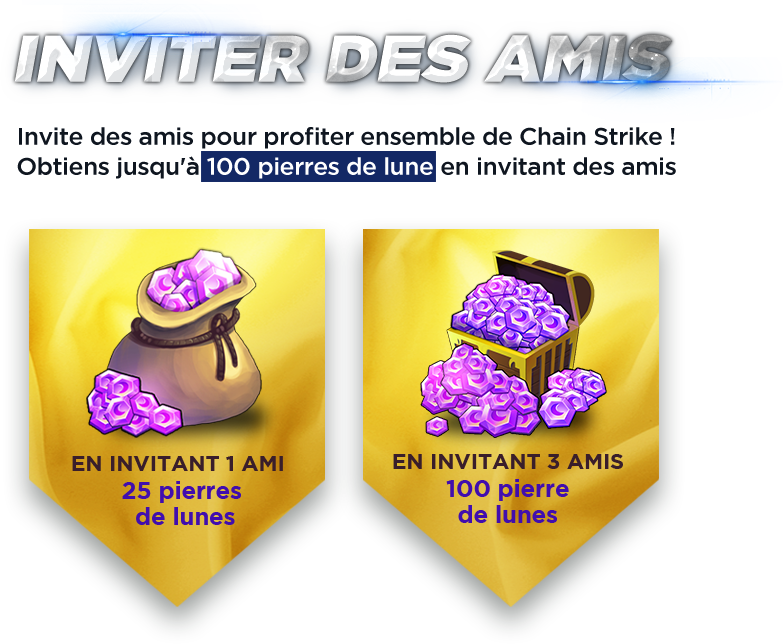 INVITER DES AMIS
Invite des amis pour profiter ensemble de Chain Strike !
Obtiens jusqu'à 100 pierres de lune en invitant des amis
EN INVITANT 1 AMI
25 pierres
de lunes
EN INVITANT 3 AMIS
100 pierre
de lunes